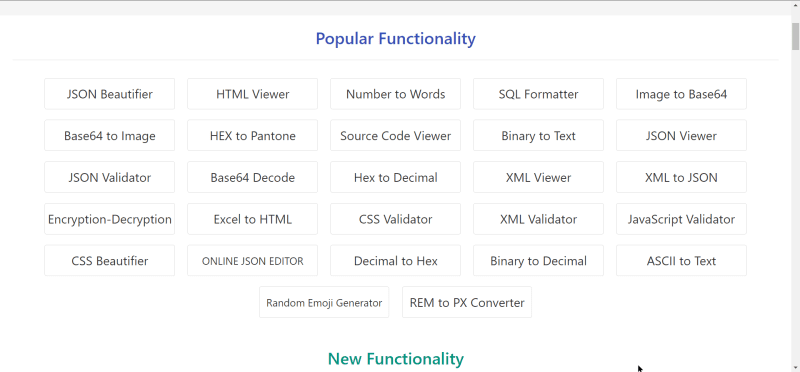 Popular Functionality
JSON Beautifier
HTML Viewer
Number to Words
SQL Formatter
Image to Base64
Base64 to Image
HEX to Pantone
Source Code Viewer
Binary to Text
JSON Viewer
JSON Validator
Base64 Decode
Hex to Decimal
XML Viewer
XML to JSON
Encryption-Decryption
Excel to HTML
CSS Validator
XML Validator
JavaScript Validator
CSS Beautifier
ONLINE JSON EDITOR
Decimal to Hex
Binary to Decimal
ASCII to Text
Random Emoji Generator
REM to PX Converter
New Functionality